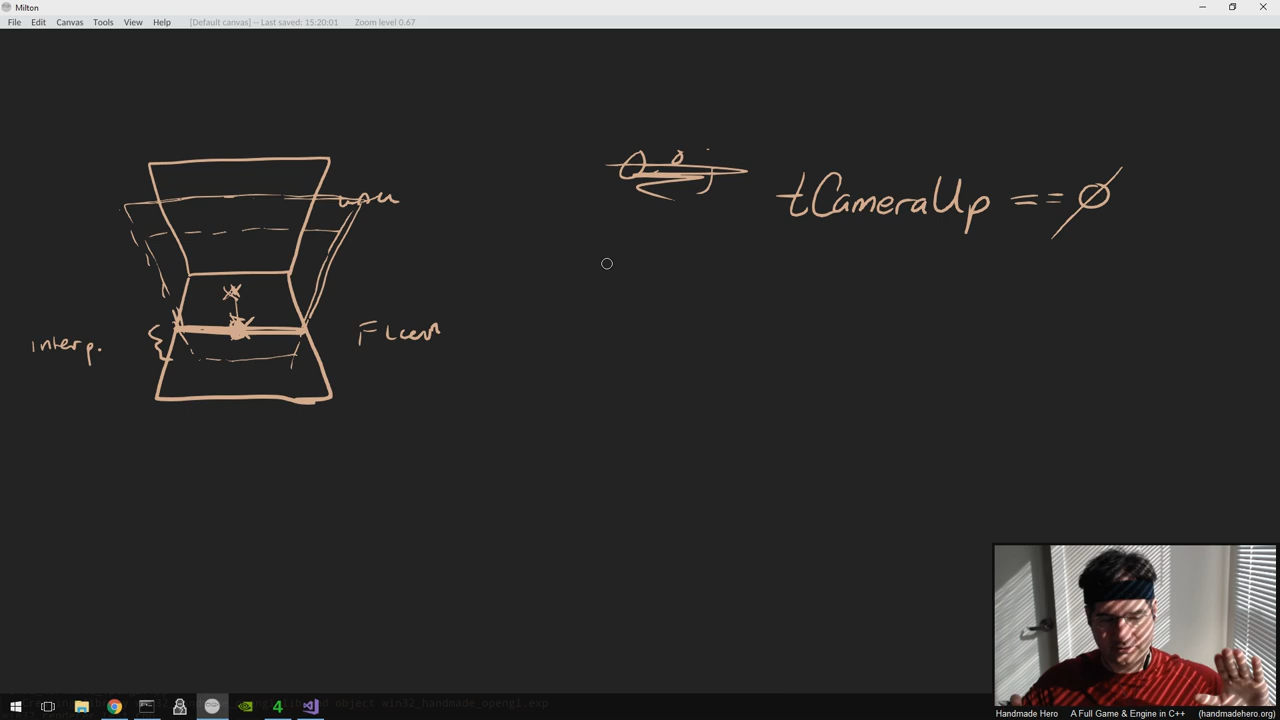 Milton
File Edit Canvas Tools View Help [Default canvas] -- Last saved: 15:20:01 Zoom level 0.67
tCameraUp == 0
Interp.
Handmade Hero A Full Game & Engine in C++ (handmadehero.org)